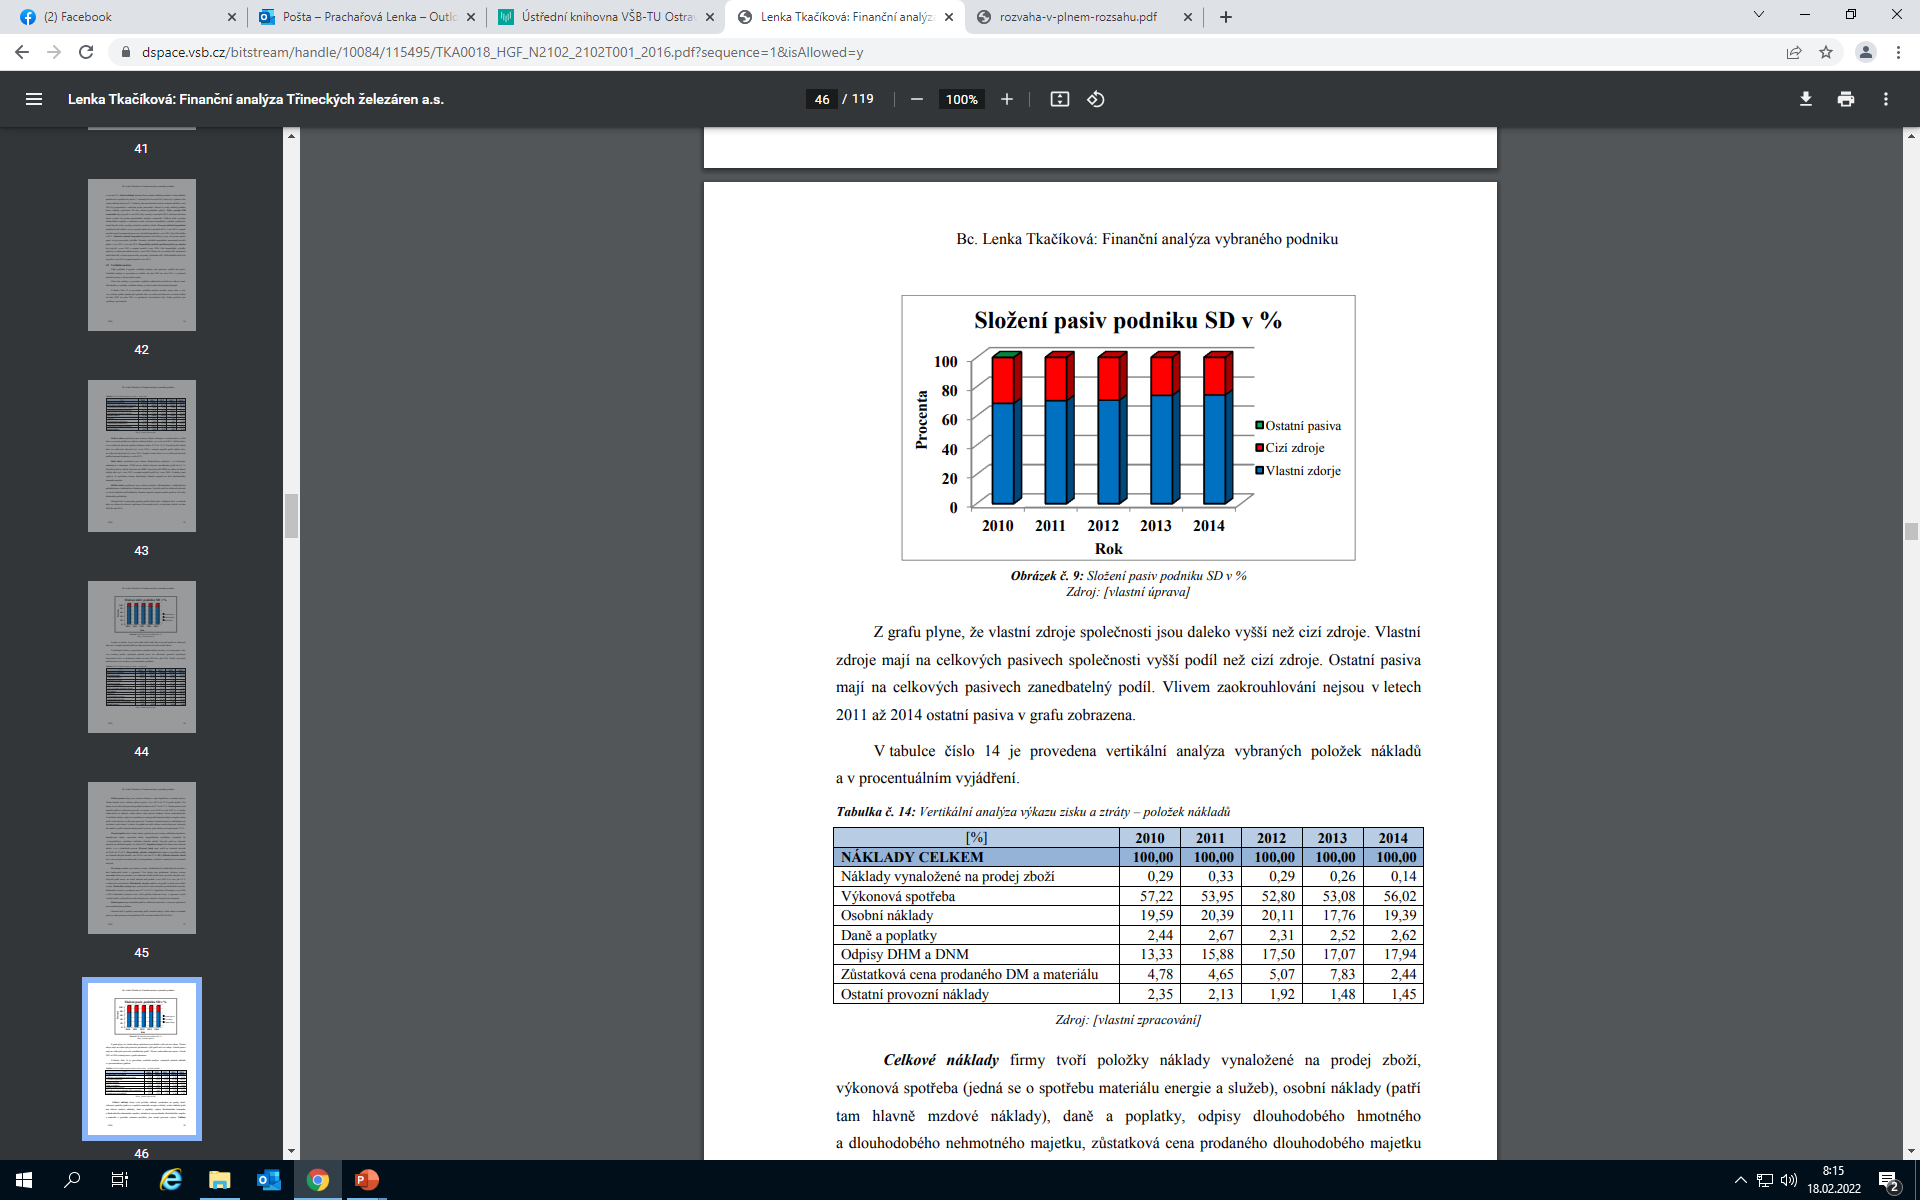 (2) Facebook
Pošta – Prachařová Lenka – Outlo
Ústřední knihovna VŠB-TU Ostrav
Lenka Tkačíková: Finanční analýza
rozvaha-v-plnem-rozsahu.pdf
dspace.vsb.cz/bitstream/handle/10084/115495/TKA0018_HGF_N2102_2102T001_2016.pdf?sequence=1&isAllowed=y
Lenka Tkačíková: Finanční analýza Třineckých železáren a.s.
46 / 119
100%
41
42
43
44
45
46
Bc. Lenka Tkačíková: Finanční analýza vybraného podniku
Složení pasiv podniku SD v %
Procenta
100
80
60
40
20
0
2010 2011 2012 2013 2014
Rok
Ostatní pasiva
Cizí zdroje
Vlastní zdorje
Obrázek č. 9: Složení pasiv podniku SD v %
Zdroj: [vlastní úprava]
Z grafu plyne, že vlastní zdroje společnosti jsou daleko vyšší než cizí zdroje. Vlastní
zdroje mají na celkových pasivech společnosti vyšší podíl než cizí zdroje. Ostatní pasiva
mají na celkových pasivech zanedbatelný podíl. Vlivem zaokrouhlování nejsou v letech
2011 až 2014 ostatní pasiva v grafu zobrazena.
V tabulce číslo 14 je provedena vertikální analýza vybraných položek nákladů
a v procentuálním vyjádření.
Tabulka č. 14: Vertikální analýza výkazu zisku a ztráty – položek nákladů
[%] 2010 2011 2012 2013 2014
NÁKLADY CELKEM 100,00 100,00 100,00 100,00 100,00
Náklady vynaložené na prodej zboží 0,29 0,33 0,29 0,26 0,14
Výkonová spotřeba 57,22 53,95 52,80 53,08 56,02
Osobní náklady 19,59 20,39 20,11 17,76 19,39
Daně a poplatky 2,44 2,67 2,31 2,52 2,62
Odpisy DHM a DNM 13,33 15,88 17,50 17,07 17,94
Zůstatková cena prodaného DM a materiálu 4,78 4,65 5,07 7,83 2,44
Ostatní provozní náklady 2,35 2,13 1,92 1,48 1,45
Zdroj: [vlastní zpracování]
Celkové náklady firmy tvoří položky náklady vynaložené na prodej zboží,
výkonová spotřeba (jedná se o spotřebu materiálu energie a služeb), osobní náklady (patří
tam hlavně mzdové náklady), daně a poplatky, odpisy dlouhodobého hmotného
a dlouhodobého nehmotného majetku, zůstatková cena prodaného dlouhodobého majetku
8:15
18.02.2022
2